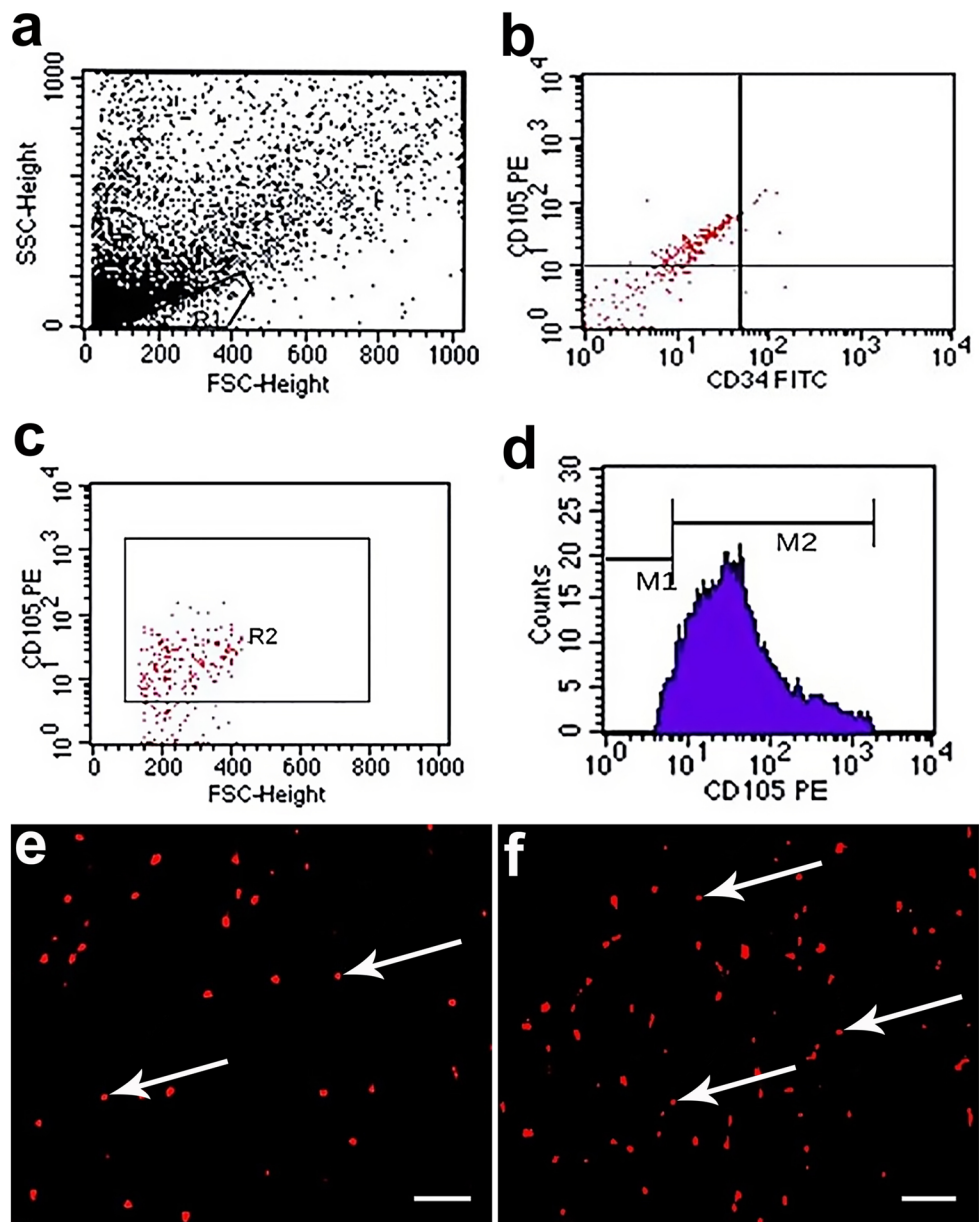 a
1000
SSC-Height
0
R1
0 200 400 600 800 1000
FSC-Height
b
10^4
10^3
10^2
10^1
10^0
CD105 PE
10^0 10^1 10^2 10^3 10^4
CD34 FITC
c
10^4
10^3
10^2
10^1
10^0
CD105 PE
R2
0 200 400 600 800 1000
FSC-Height
d
30
25
20
15
10
5
0
Counts
M1
M2
10^0 10^1 10^2 10^3 10^4
CD105 PE
e
f